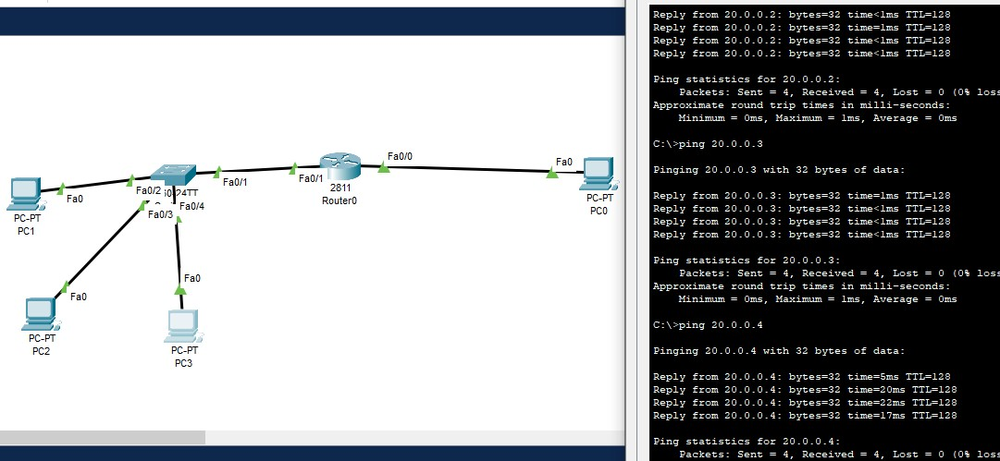 Fa0/0
Fa0
Fa0/1
Fa0/1
2811
Router0
PC-PT
PC0
Fa0/2
24TT
Fa0
Fa0/4
Fa0/3
PC-PT
PC1
Fa0
Fa0
PC-PT
PC2
PC-PT
PC3
Reply from 20.0.0.2: bytes=32 time<1ms TTL=128
Reply from 20.0.0.2: bytes=32 time=1ms TTL=128
Reply from 20.0.0.2: bytes=32 time<1ms TTL=128
Reply from 20.0.0.2: bytes=32 time<1ms TTL=128
Ping statistics for 20.0.0.2:
Packets: Sent = 4, Received = 4, Lost = 0 (0% loss
Approximate round trip times in milli-seconds:
Minimum = 0ms, Maximum = 1ms, Average = 0ms
C:\>ping 20.0.0.3
Pinging 20.0.0.3 with 32 bytes of data:
Reply from 20.0.0.3: bytes=32 time=1ms TTL=128
Reply from 20.0.0.3: bytes=32 time<1ms TTL=128
Reply from 20.0.0.3: bytes=32 time<1ms TTL=128
Reply from 20.0.0.3: bytes=32 time<1ms TTL=128
Ping statistics for 20.0.0.3:
Packets: Sent = 4, Received = 4, Lost = 0 (0% loss
Approximate round trip times in milli-seconds:
Minimum = 0ms, Maximum = 1ms, Average = 0ms
C:\>ping 20.0.0.4
Pinging 20.0.0.4 with 32 bytes of data:
Reply from 20.0.0.4: bytes=32 time=5ms TTL=128
Reply from 20.0.0.4: bytes=32 time=20ms TTL=128
Reply from 20.0.0.4: bytes=32 time=22ms TTL=128
Reply from 20.0.0.4: bytes=32 time=17ms TTL=128
Ping statistics for 20.0.0.4:
Packets: Sent = 4, Received = 4, Lost = 0 (0% loss